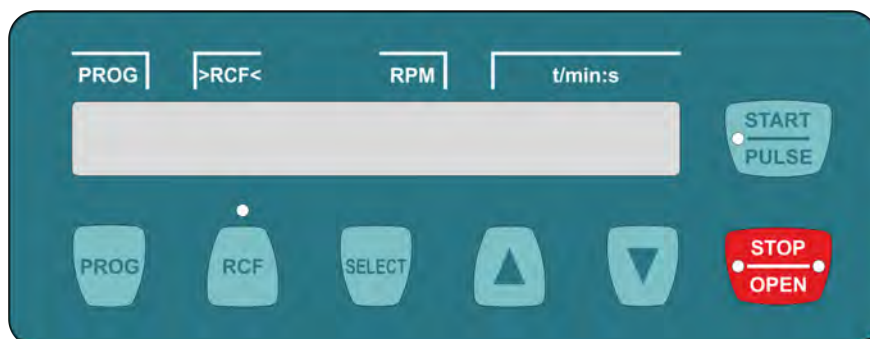 PROG >RCF< RPM t/min:s
START
PULSE
PROG RCF SELECT
STOP
OPEN